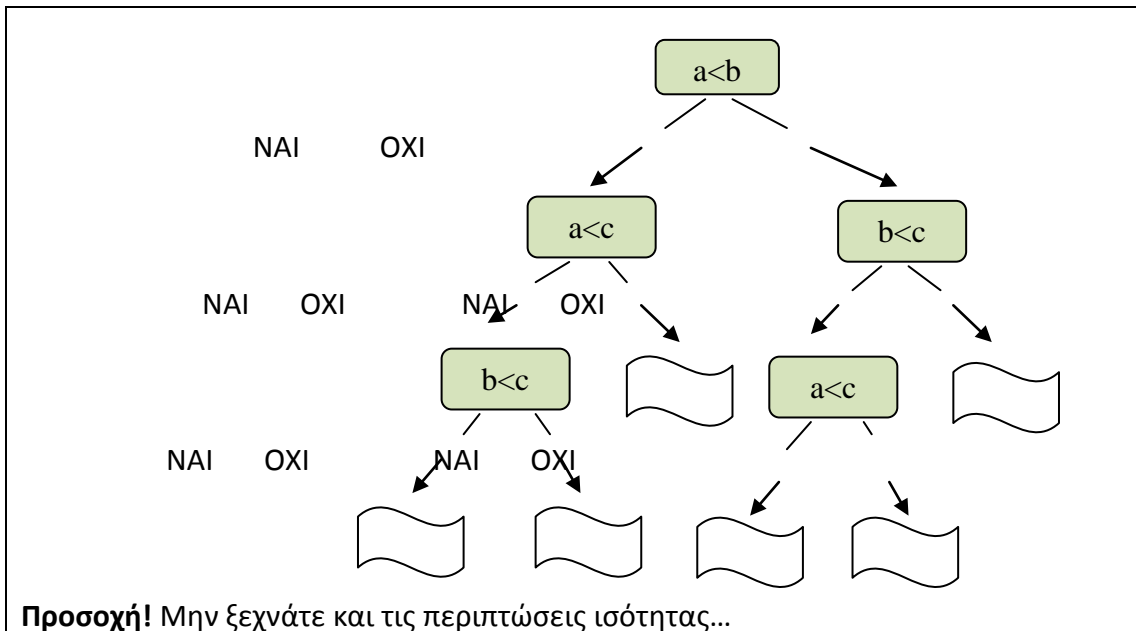 a<b
ΝΑΙ ΟΧΙ
a<c b<c
ΝΑΙ ΟΧΙ ΝΑΙ ΟΧΙ
b<c a<c
ΝΑΙ ΟΧΙ ΝΑΙ ΟΧΙ
Προσοχή! Μην ξεχνάτε και τις περιπτώσεις ισότητας...